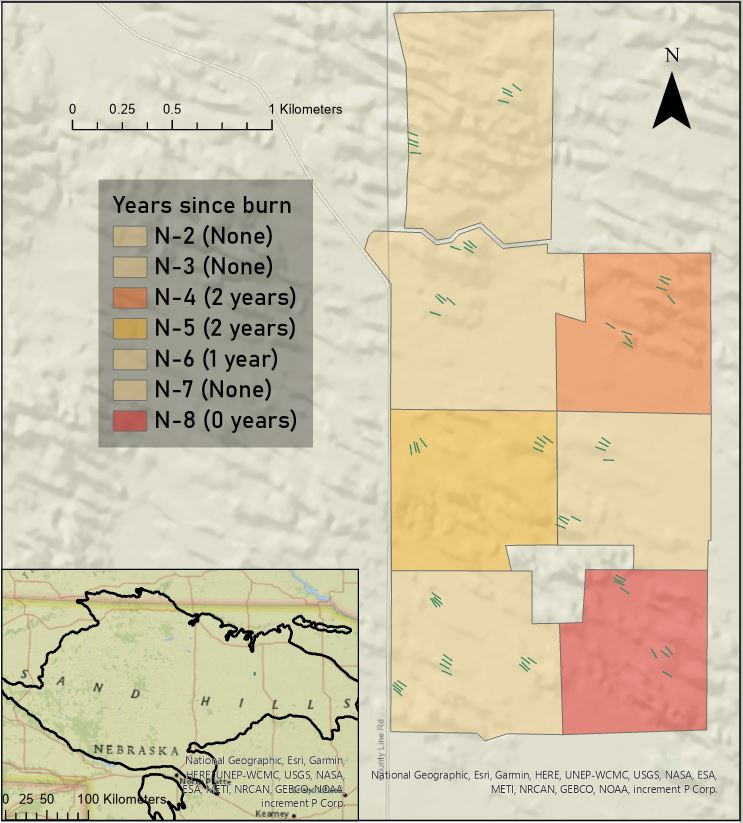 N
0 0.25 0.5 1 Kilometers
Years since burn
N-2 (None)
N-3 (None)
N-4 (2 years)
N-5 (2 years)
N-6 (1 year)
N-7 (None)
N-8 (0 years)
SAND HILLS
NEBRASKA
National Geographic, Esri, Garmin,
HERE, UNEP-WCMC, USGS, NASA,
ESA, METI, NRCAN, GEBCO, NOAA,
increment P Corp.
0 25 50 100 Kilometers
Kearney
County Line Rd
National Geographic, Esri, Garmin, HERE, UNEP-WCMC, USGS, NASA, ESA,
METI, NRCAN, GEBCO, NOAA, increment P Corp.